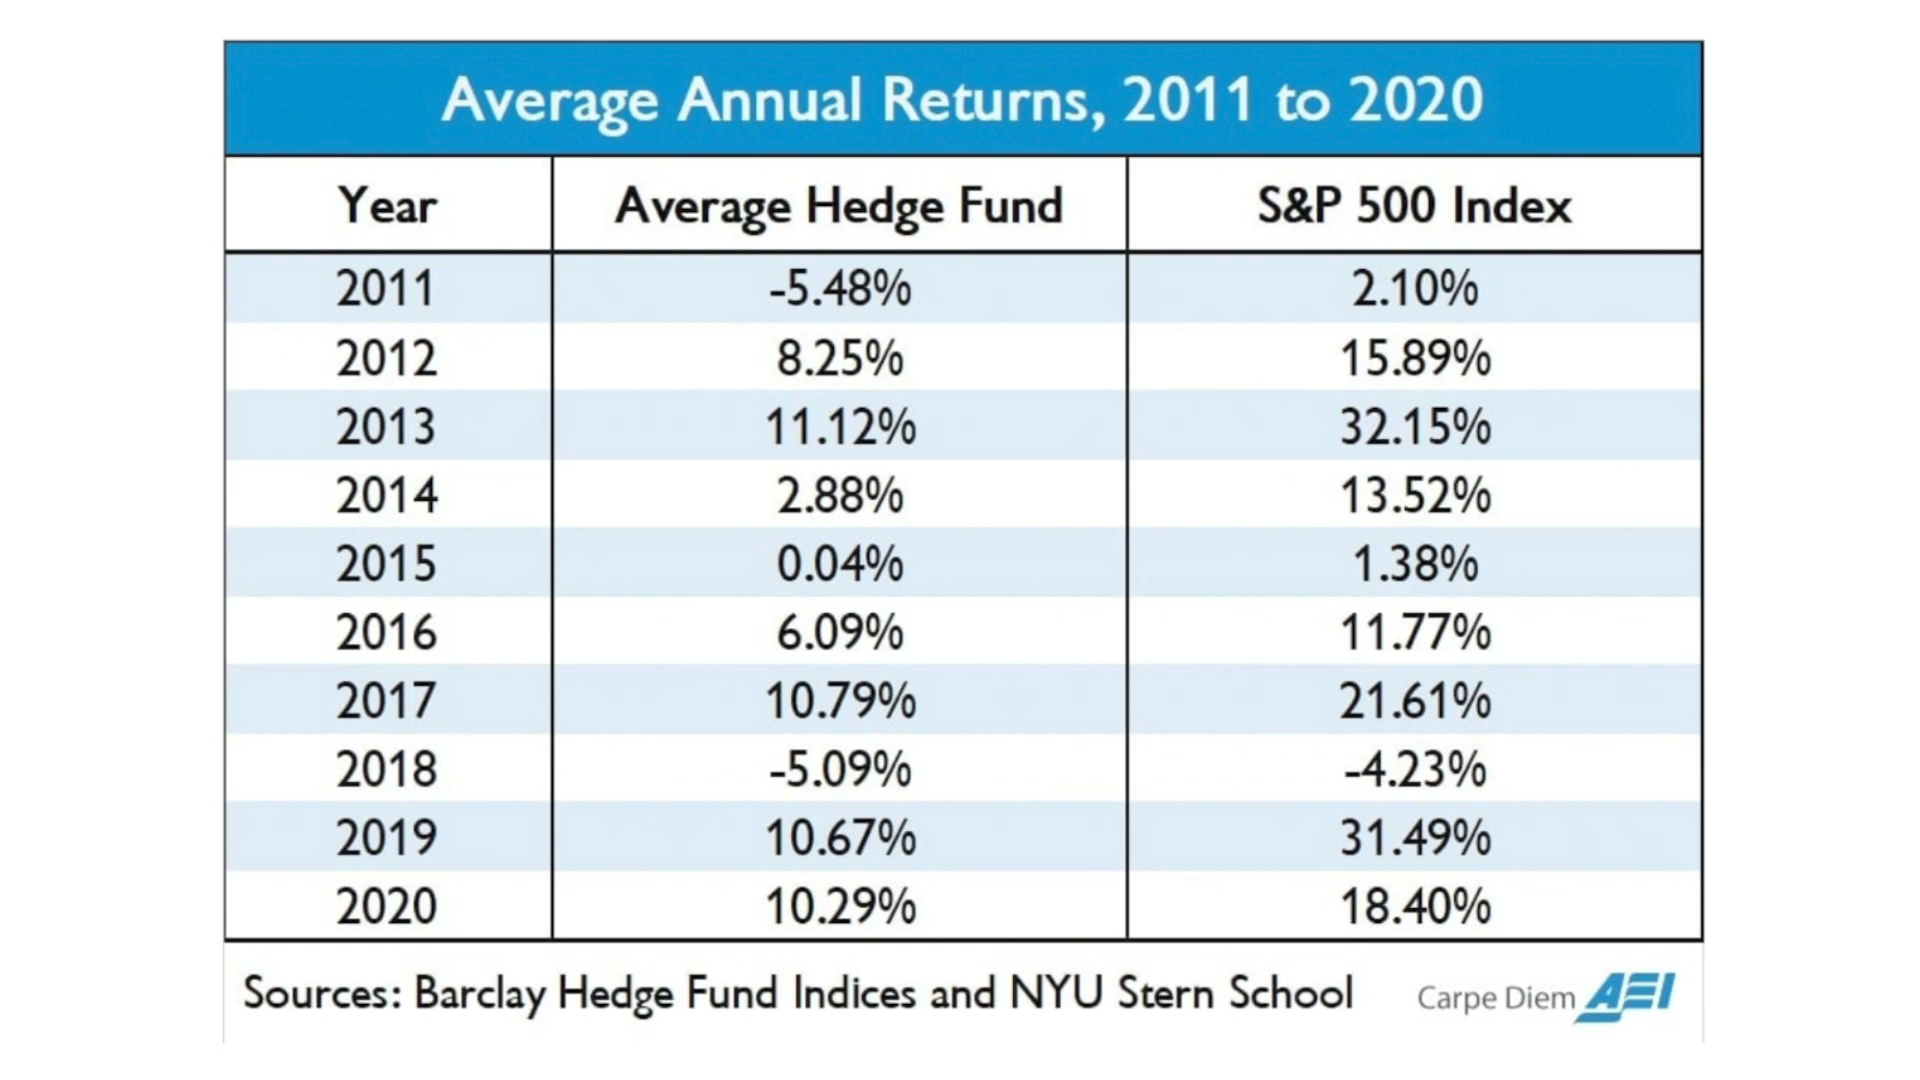 Average Annual Returns, 2011 to 2020
Year Average Hedge Fund S&P 500 Index
2011 -5.48% 2.10%
2012 8.25% 15.89%
2013 11.12% 32.15%
2014 2.88% 13.52%
2015 0.04% 1.38%
2016 6.09% 11.77%
2017 10.79% 21.61%
2018 -5.09% -4.23%
2019 10.67% 31.49%
2020 10.29% 18.40%
Sources: Barclay Hedge Fund Indices and NYU Stern School Carpe Diem AEI